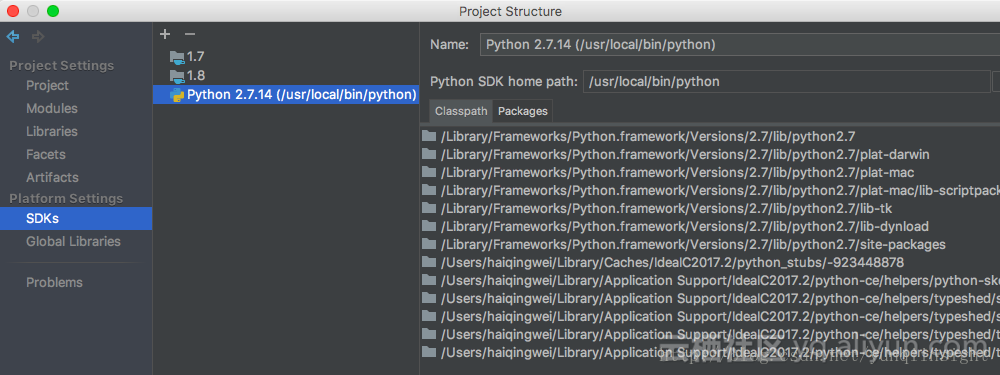 Project Structure
Project Settings
Project
Modules
Libraries
Facets
Artifacts
Platform Settings
SDKs
Global Libraries
Problems
1.7
1.8
Python 2.7.14 (/usr/local/bin/python)
Name: Python 2.7.14 (/usr/local/bin/python)
Python SDK home path: /usr/local/bin/python
Classpath Packages
/Library/Frameworks/Python.framework/Versions/2.7/lib/python2.7
/Library/Frameworks/Python.framework/Versions/2.7/lib/python2.7/plat-darwin
/Library/Frameworks/Python.framework/Versions/2.7/lib/python2.7/plat-mac
/Library/Frameworks/Python.framework/Versions/2.7/lib/python2.7/plat-mac/lib-scriptpack
/Library/Frameworks/Python.framework/Versions/2.7/lib/python2.7/lib-tk
/Library/Frameworks/Python.framework/Versions/2.7/lib/python2.7/lib-dynload
/Library/Frameworks/Python.framework/Versions/2.7/lib/python2.7/site-packages
/Users/haiqingwei/Library/Caches/IdeaIC2017.2/python_stubs/-923448878
/Users/haiqingwei/Library/Application Support/IdeaIC2017.2/python-ce/helpers/python-ske
/Users/haiqingwei/Library/Application Support/IdeaIC2017.2/python-ce/helpers/typeshed/s
/Users/haiqingwei/Library/Application Support/IdeaIC2017.2/python-ce/helpers/typeshed/s
/Users/haiqingwei/Library/Application Support/IdeaIC2017.2/python-ce/helpers/typeshed/t
/Users/haiqingwei/Library/Application Support/IdeaIC2017.2/python-ce/helpers/typeshed/t
云栖社区 yq.aliyun.com